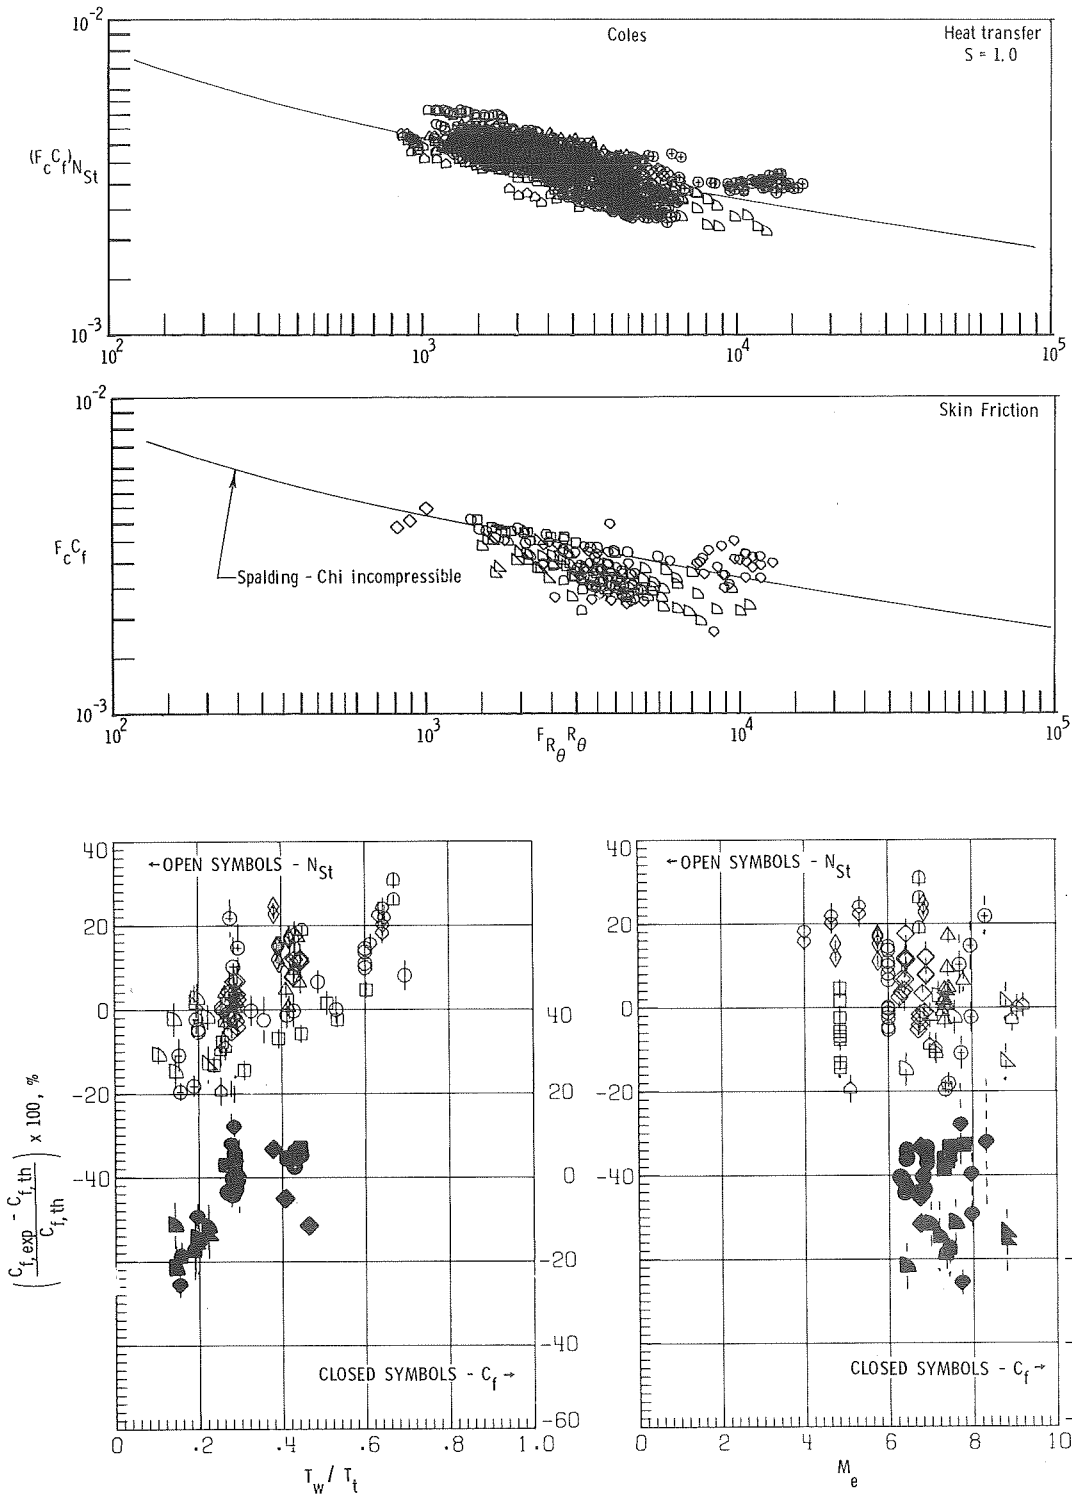 10^-2
Coles
Heat transfer
S = 1.0
(F_c C_f)_N_St
10^-3
10^2
10^3
10^4
10^5
10^-2
Skin Friction
F_c C_f
Spalding - Chi incompressible
10^-3
10^2
10^3
F_R_θ R_θ
10^4
10^5
40
←OPEN SYMBOLS - N_St
20
0
-20
-40
40
20
0
-20
-40
-60
(C_f,exp - C_f,th / C_f,th) x 100, %
CLOSED SYMBOLS - C_f →
0
.2
.4
.6
.8
1.0
T_w / T_t
40
←OPEN SYMBOLS - N_St
20
0
-20
-40
CLOSED SYMBOLS - C_f →
0
2
4
6
8
10
M_e